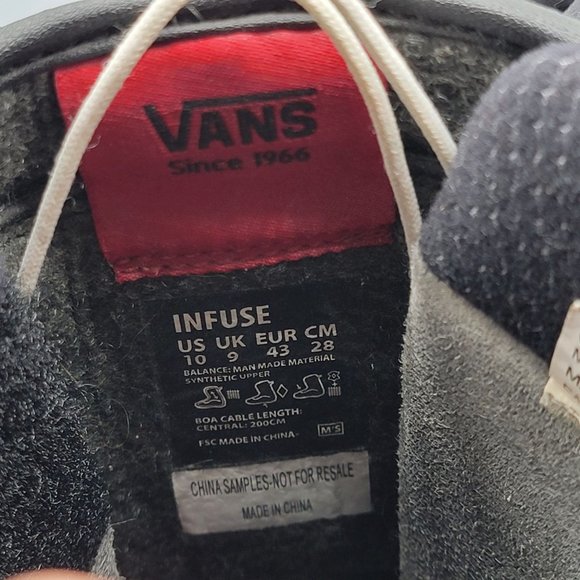 VANS
Since 1966
INFUSE
US UK EUR CM
10 9 43 28
BALANCE: MAN MADE MATERIAL
SYNTHETIC UPPER
BOA CABLE LENGTH:
CENTRAL: 200CM
FSC MADE IN CHINA M'S
CHINA SAMPLES-NOT FOR RESALE
MADE IN CHINA